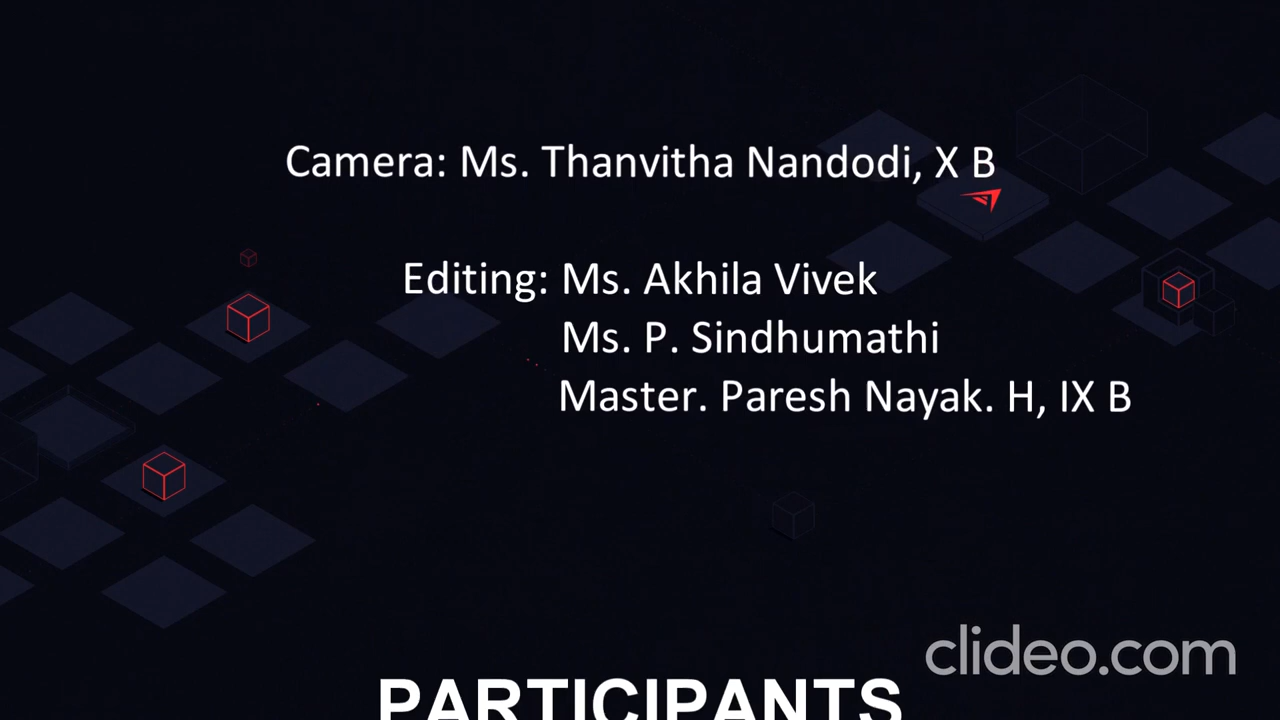 Camera: Ms. Thanvitha Nandodi, X B
Editing: Ms. Akhila Vivek
Ms. P. Sindhumathi
Master. Paresh Nayak. H, IX B
clideo.com
PARTICIPANTS